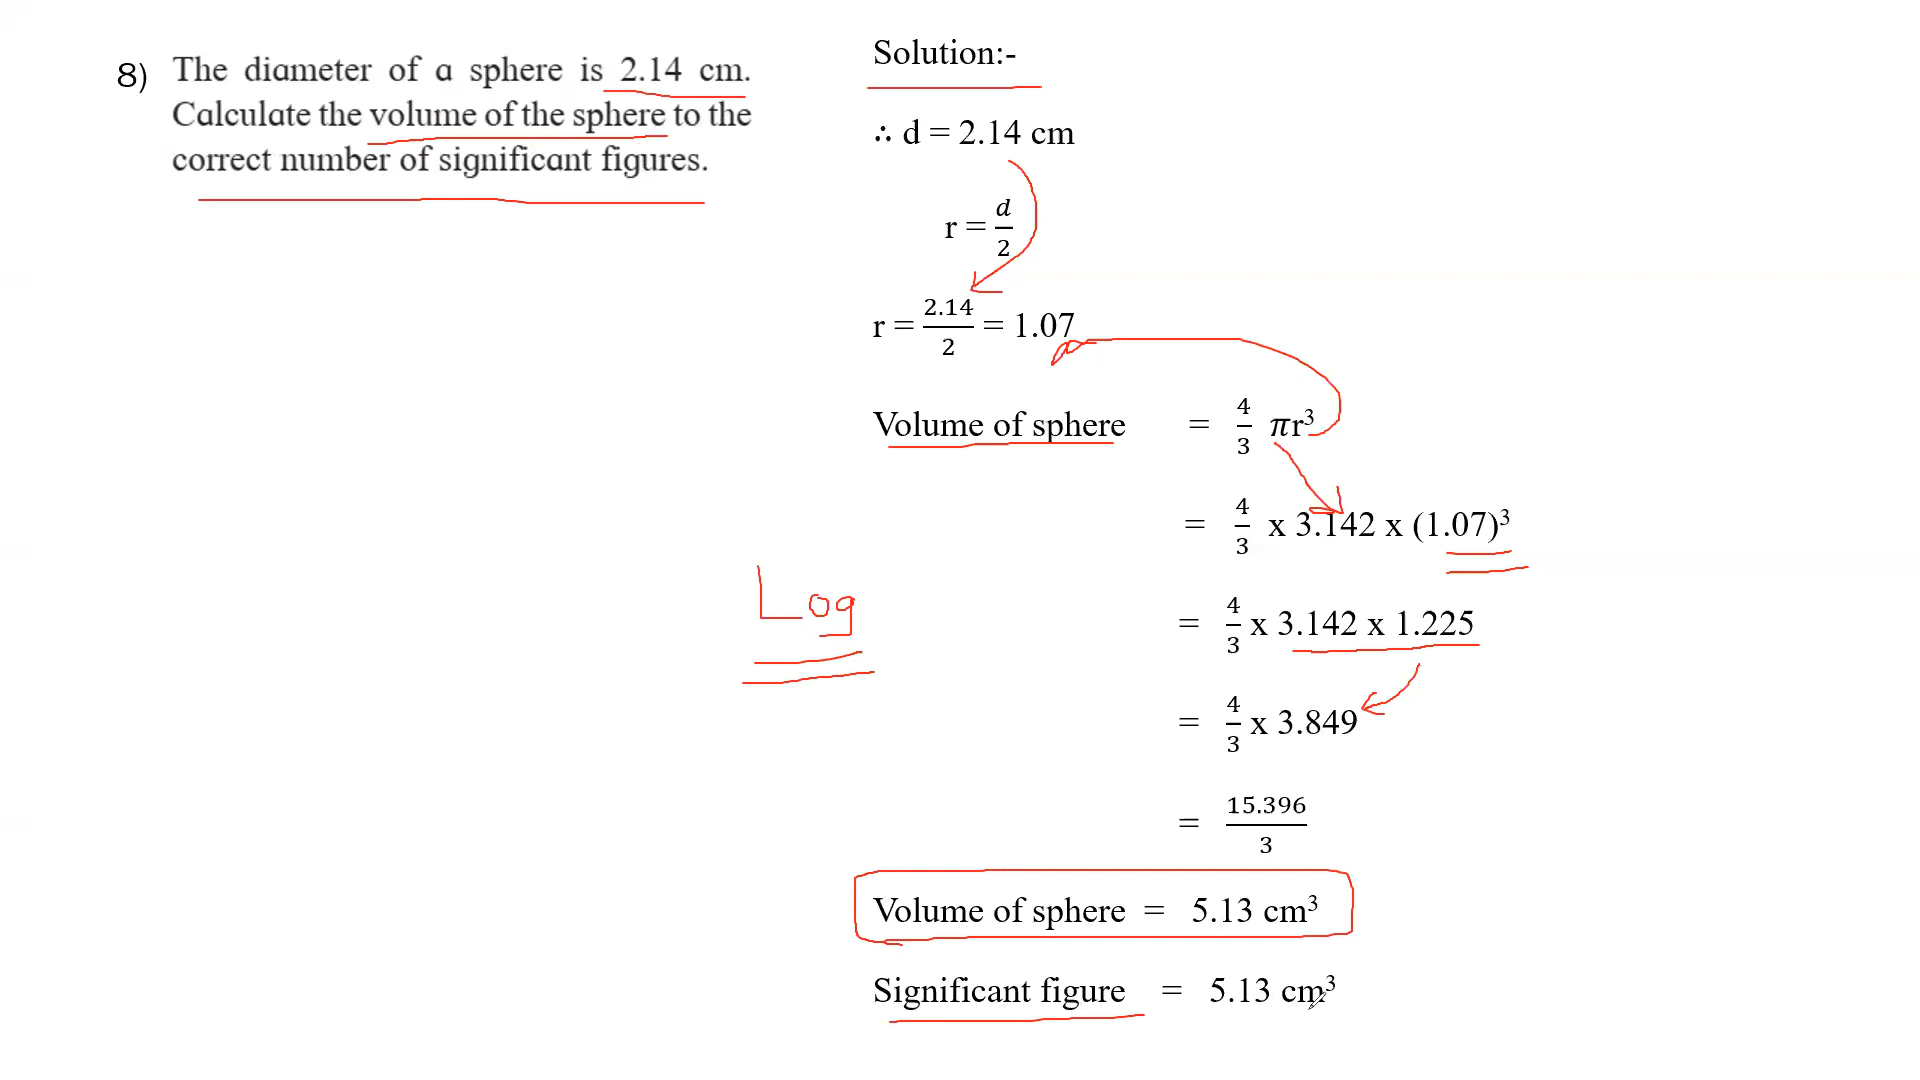 8) The diameter of a sphere is 2.14 cm.
Calculate the volume of the sphere to the
correct number of significant figures.
Solution:-
∴ d = 2.14 cm
r = d/2
r = 2.14/2 = 1.07
Volume of sphere = 4/3 πr³
= 4/3 x 3.142 x (1.07)³
= 4/3 x 3.142 x 1.225
Log
= 4/3 x 3.849
= 15.396/3
Volume of sphere = 5.13 cm³
Significant figure = 5.13 cm³